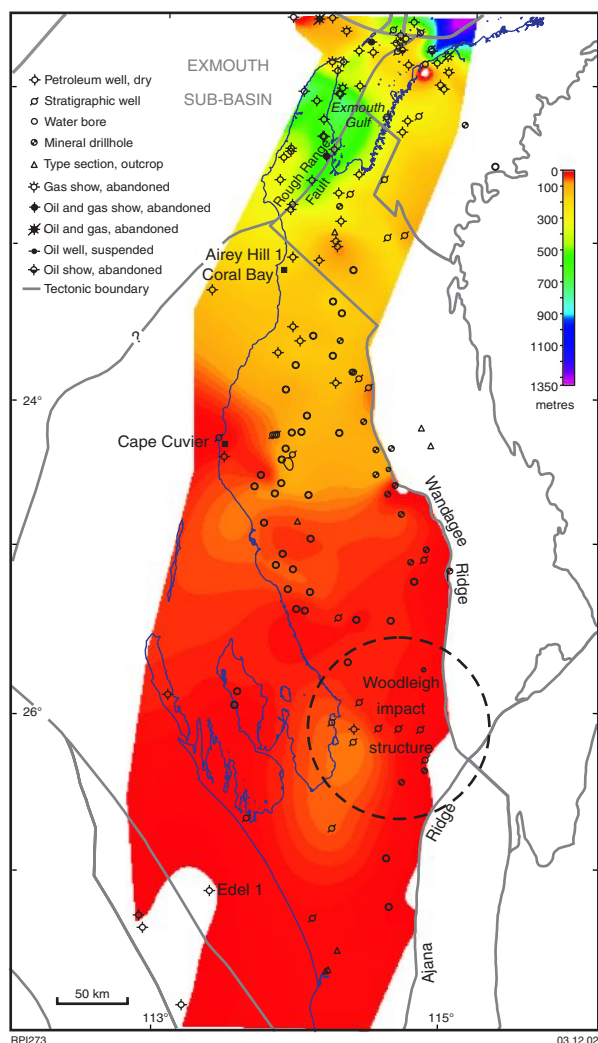 EXMOUTH
SUB-BASIN
Petroleum well, dry
Stratigraphic well
Water bore
Mineral drillhole
Type section, outcrop
Gas show, abandoned
Oil and gas show, abandoned
Oil and gas, abandoned
Oil well, suspended
Oil show, abandoned
Tectonic boundary
Exmouth
Gulf
Rough Range
Fault
Airey Hill 1
Coral Bay
?
0
100
300
500
700
900
1100
1350
metres
24°
Cape Cuvier
Wandagee
Ridge
Woodleigh
impact
structure
26°
Ridge
Ajana
Edel 1
50 km
113°
115°
RPI273
03.12.02